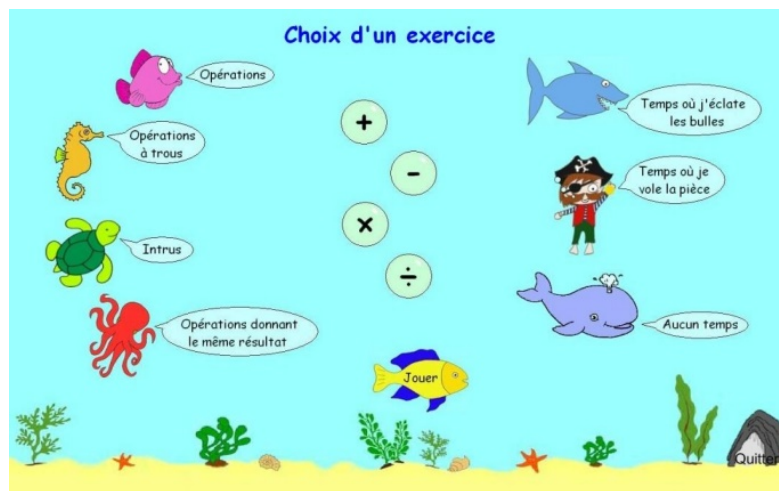 Choix d'un exercice
Opérations
Opérations
à trous
Intrus
Opérations donnant
le même résultat
+
-
×
÷
Temps où j'éclate
les bulles
Temps où je
vole la pièce
Aucun temps
Jouer
Quitter